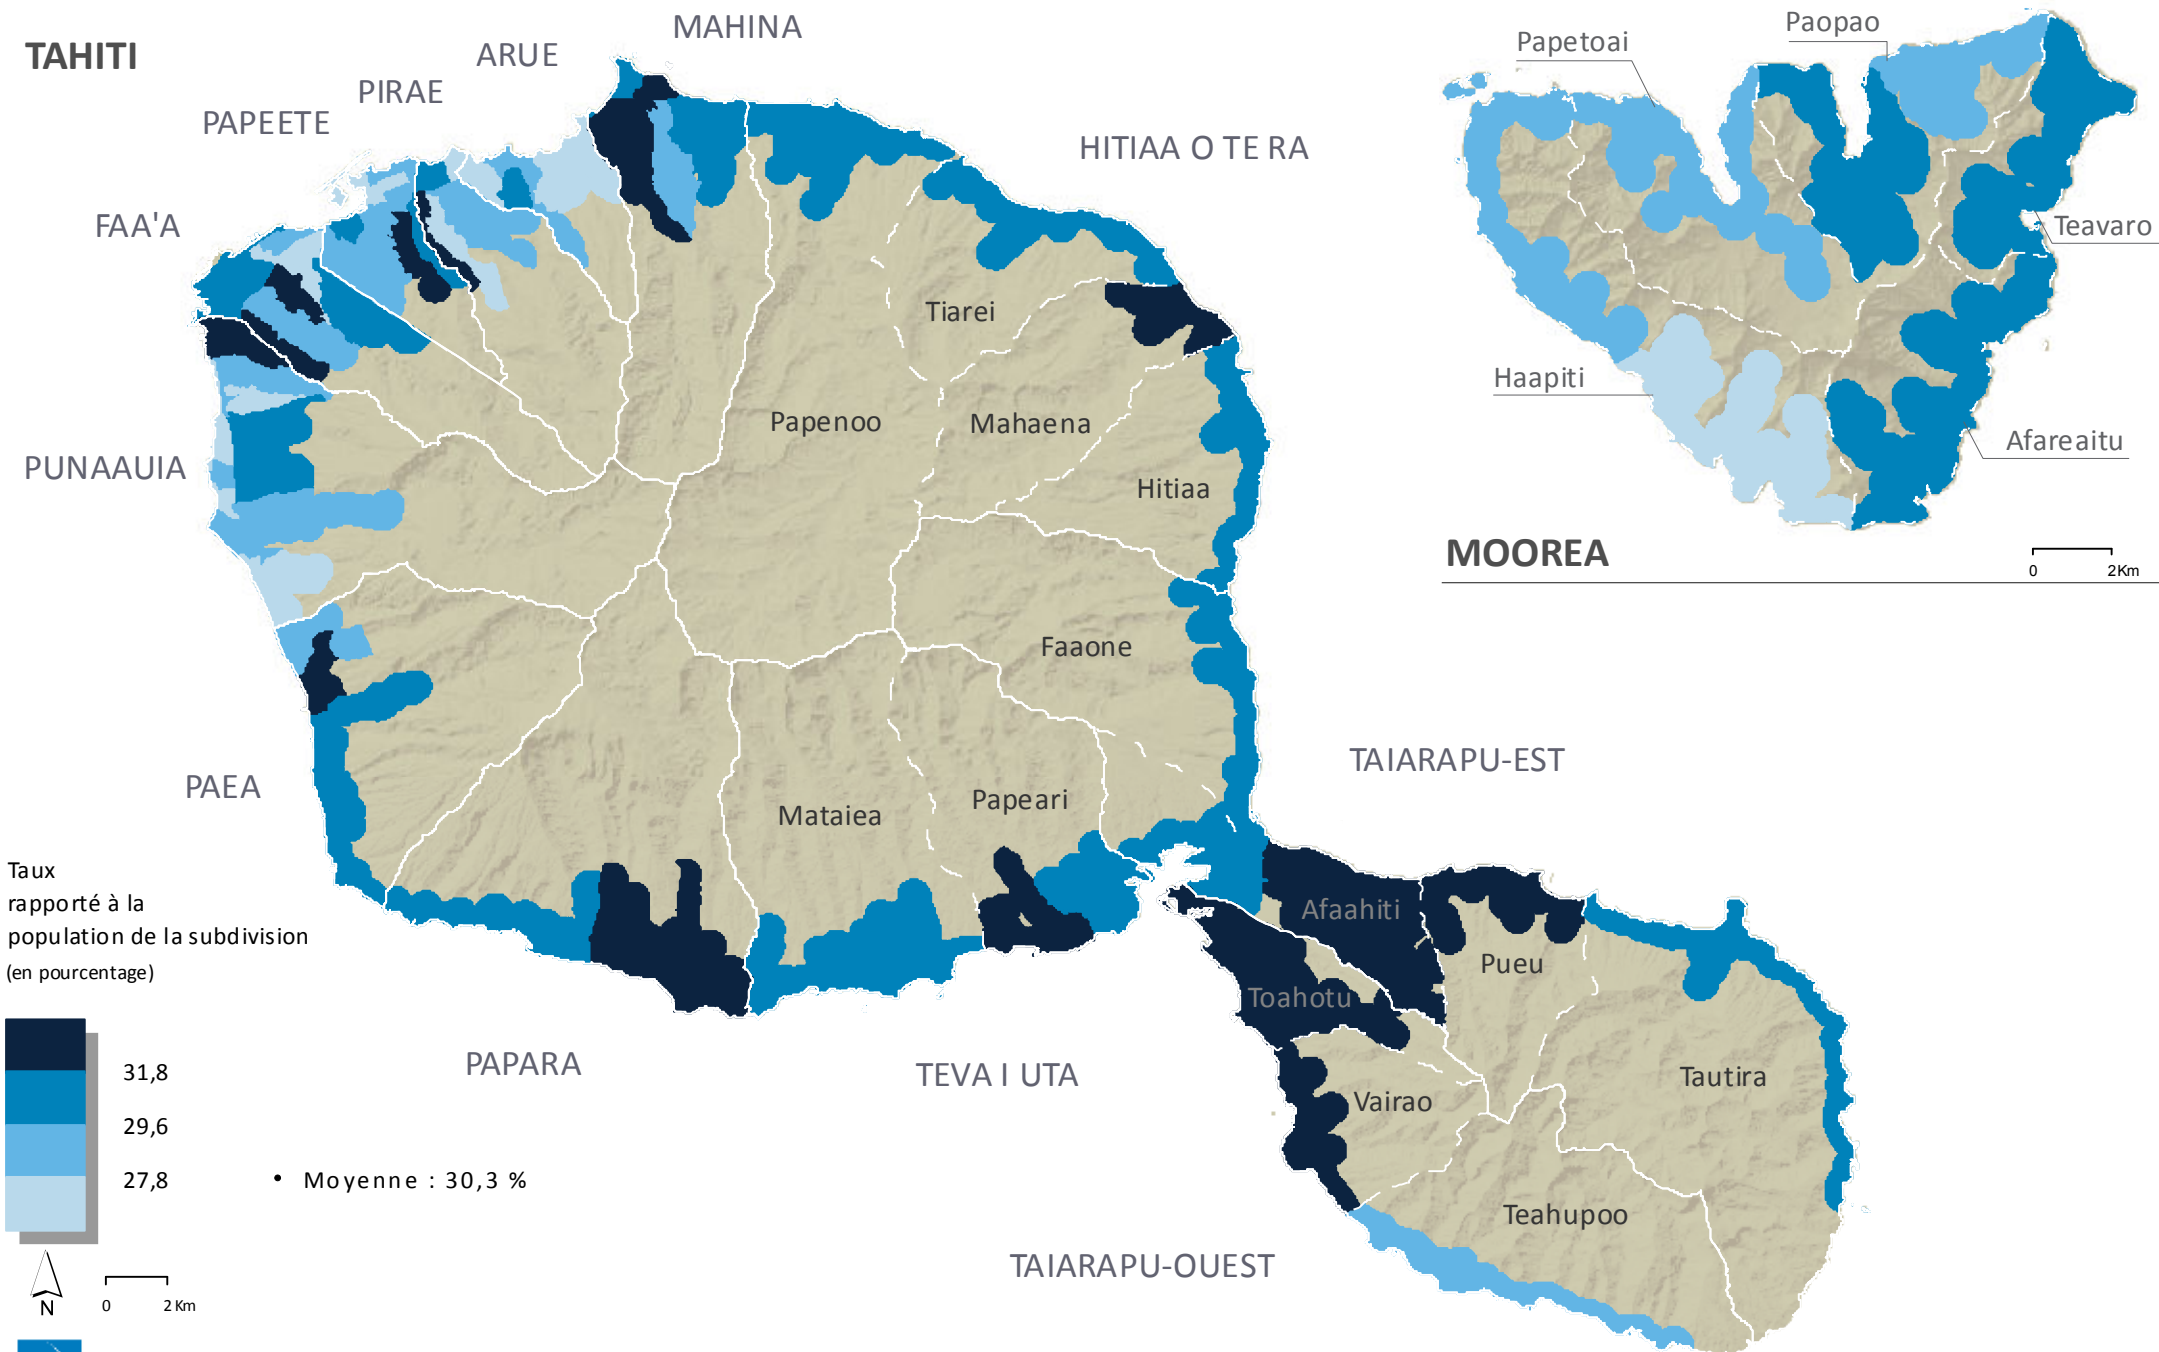 TAHITI
MAHINA
ARUE
PIRAE
PAPEETE
FAA'A
HITIAA O TE RA
PUNAAUIA
PAEA
PAPARA
TEVA I UTA
TAIARAPU-EST
TAIARAPU-OUEST
Tiarei
Papenoo
Mahaena
Hitiaa
Faaone
Mataiea
Papeari
Afaahiti
Pueu
Toahotu
Vairao
Tautira
Teahupoo
Papetoai
Paopao
Teavaro
Haapiti
Afareaitu
MOOREA
0 2Km
Taux
rapporté à la
population de la subdivision
(en pourcentage)
31,8
29,6
27,8
• Moyenne : 30,3 %
N
0 2 Km